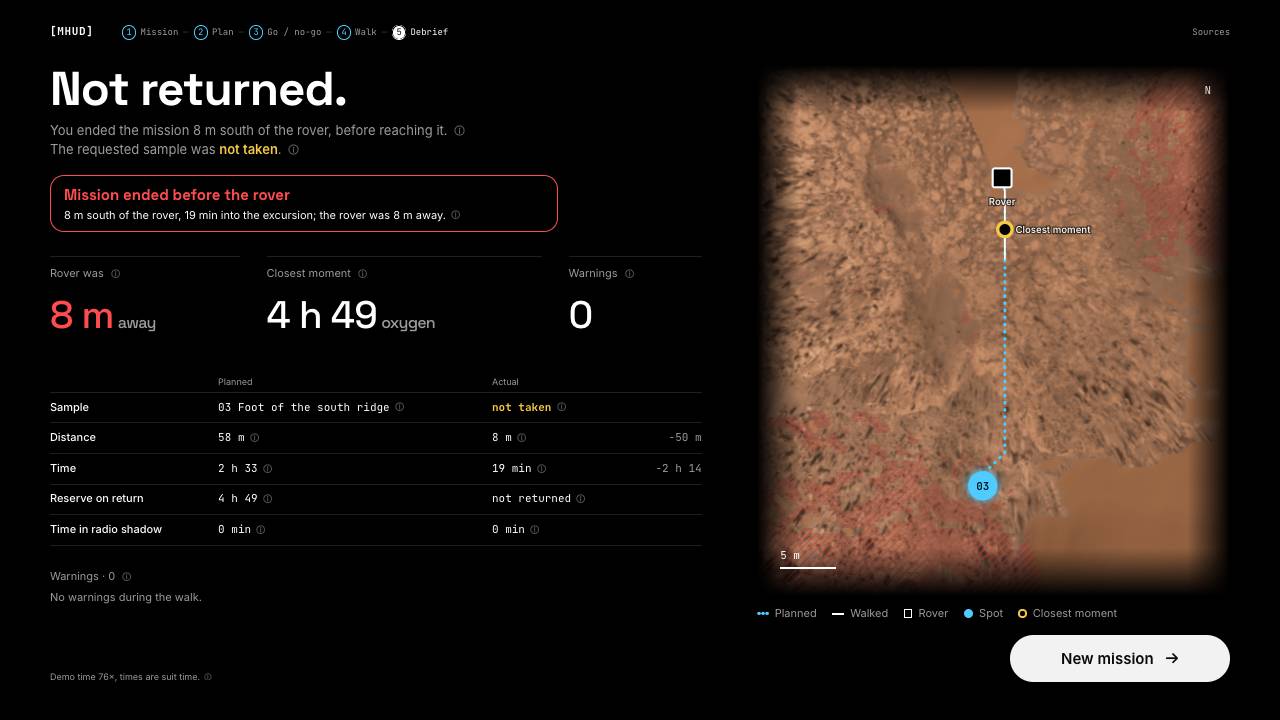 [MHUD] 1 Mission 2 Plan 3 Go / no-go 4 Walk 5 Debrief Sources
Not returned.
You ended the mission 8 m south of the rover, before reaching it.
The requested sample was not taken.
Mission ended before the rover
8 m south of the rover, 19 min into the excursion; the rover was 8 m away.
Rover was
8 m away
Closest moment
4 h 49 oxygen
Warnings
0
Planned Actual
Sample 03 Foot of the south ridge not taken
Distance 58 m 8 m -50 m
Time 2 h 33 19 min -2 h 14
Reserve on return 4 h 49 not returned
Time in radio shadow 0 min 0 min
Warnings · 0
No warnings during the walk.
Demo time 76×, times are suit time.
N
Rover
Closest moment
03
5 m
Planned Walked Rover Spot Closest moment
New mission →